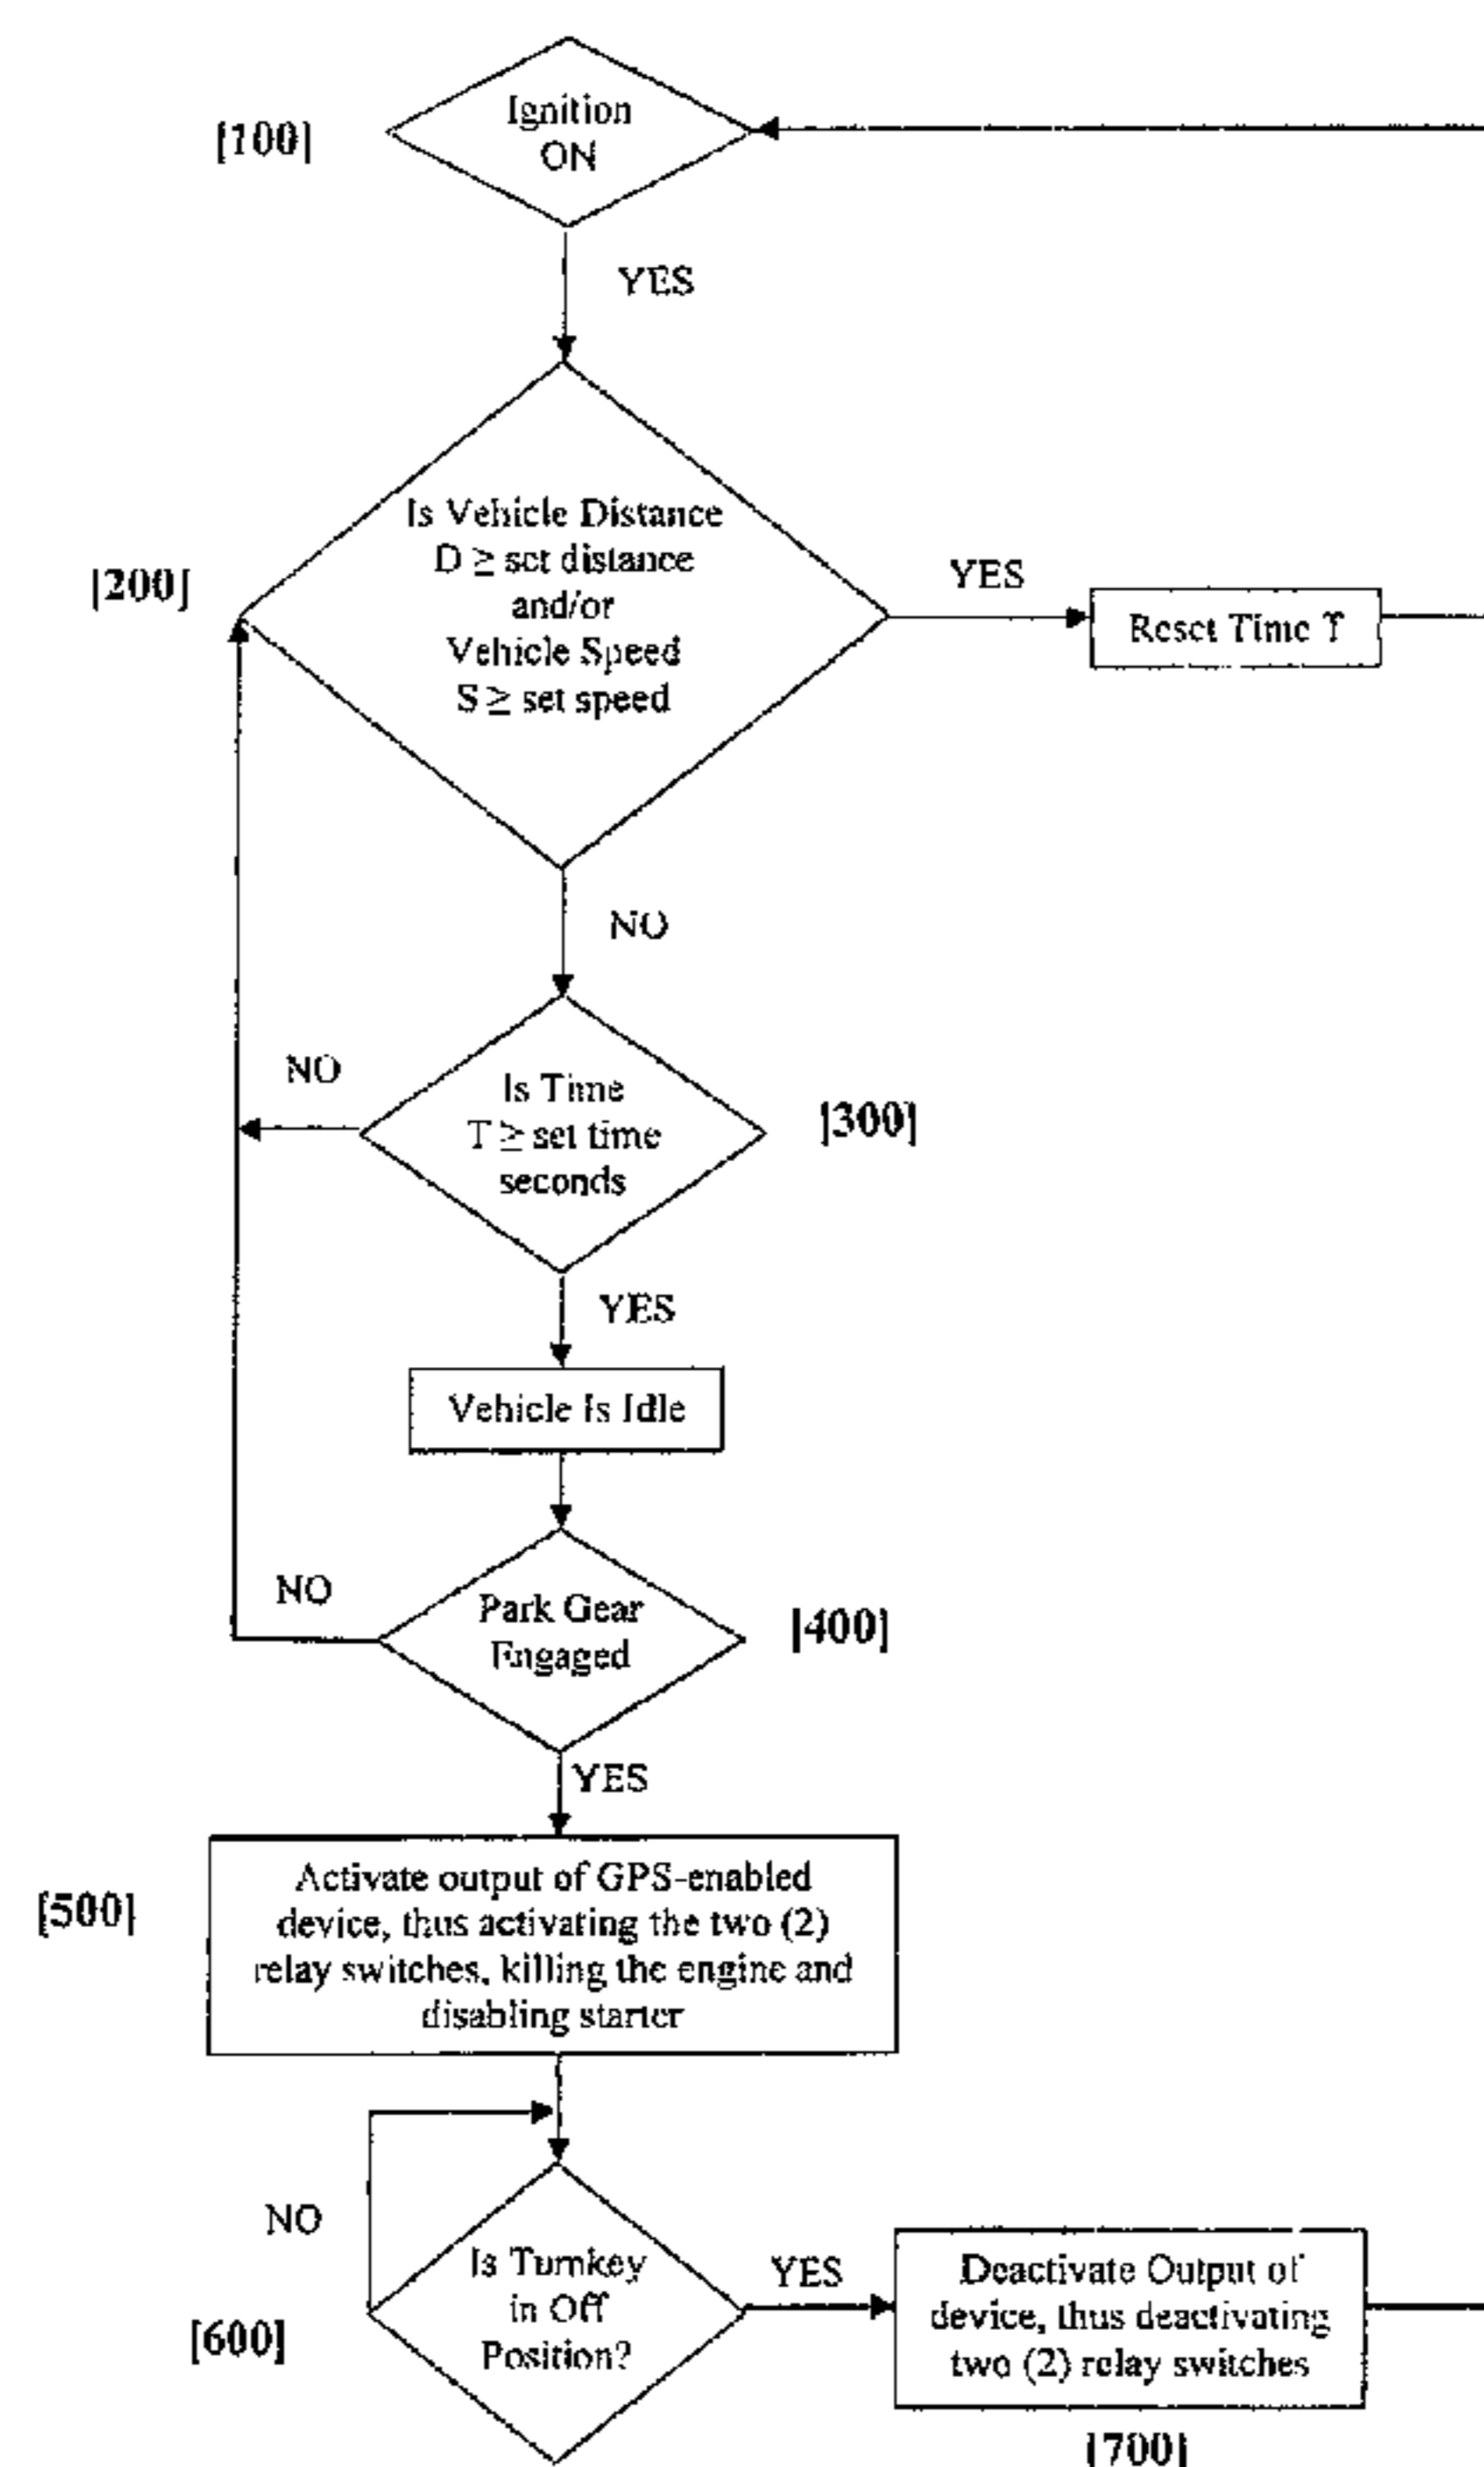 Ignition
ON
[100]
YES
Is Vehicle Distance
D ≥ set distance
and/or
Vehicle Speed
S ≥ set speed
[200]
YES
Reset Time T
NO
NO
Is Time
T ≥ set time
seconds
[300]
YES
Vehicle Is Idle
NO
Park Gear
Engaged
[400]
YES
[500]
Activate output of GPS-enabled
device, thus activating the two (2)
relay switches, killing the engine and
disabling starter
NO
Is Turnkey
in Off
Position?
[600]
YES
Deactivate Output of
device, thus deactivating
two (2) relay switches
[700]